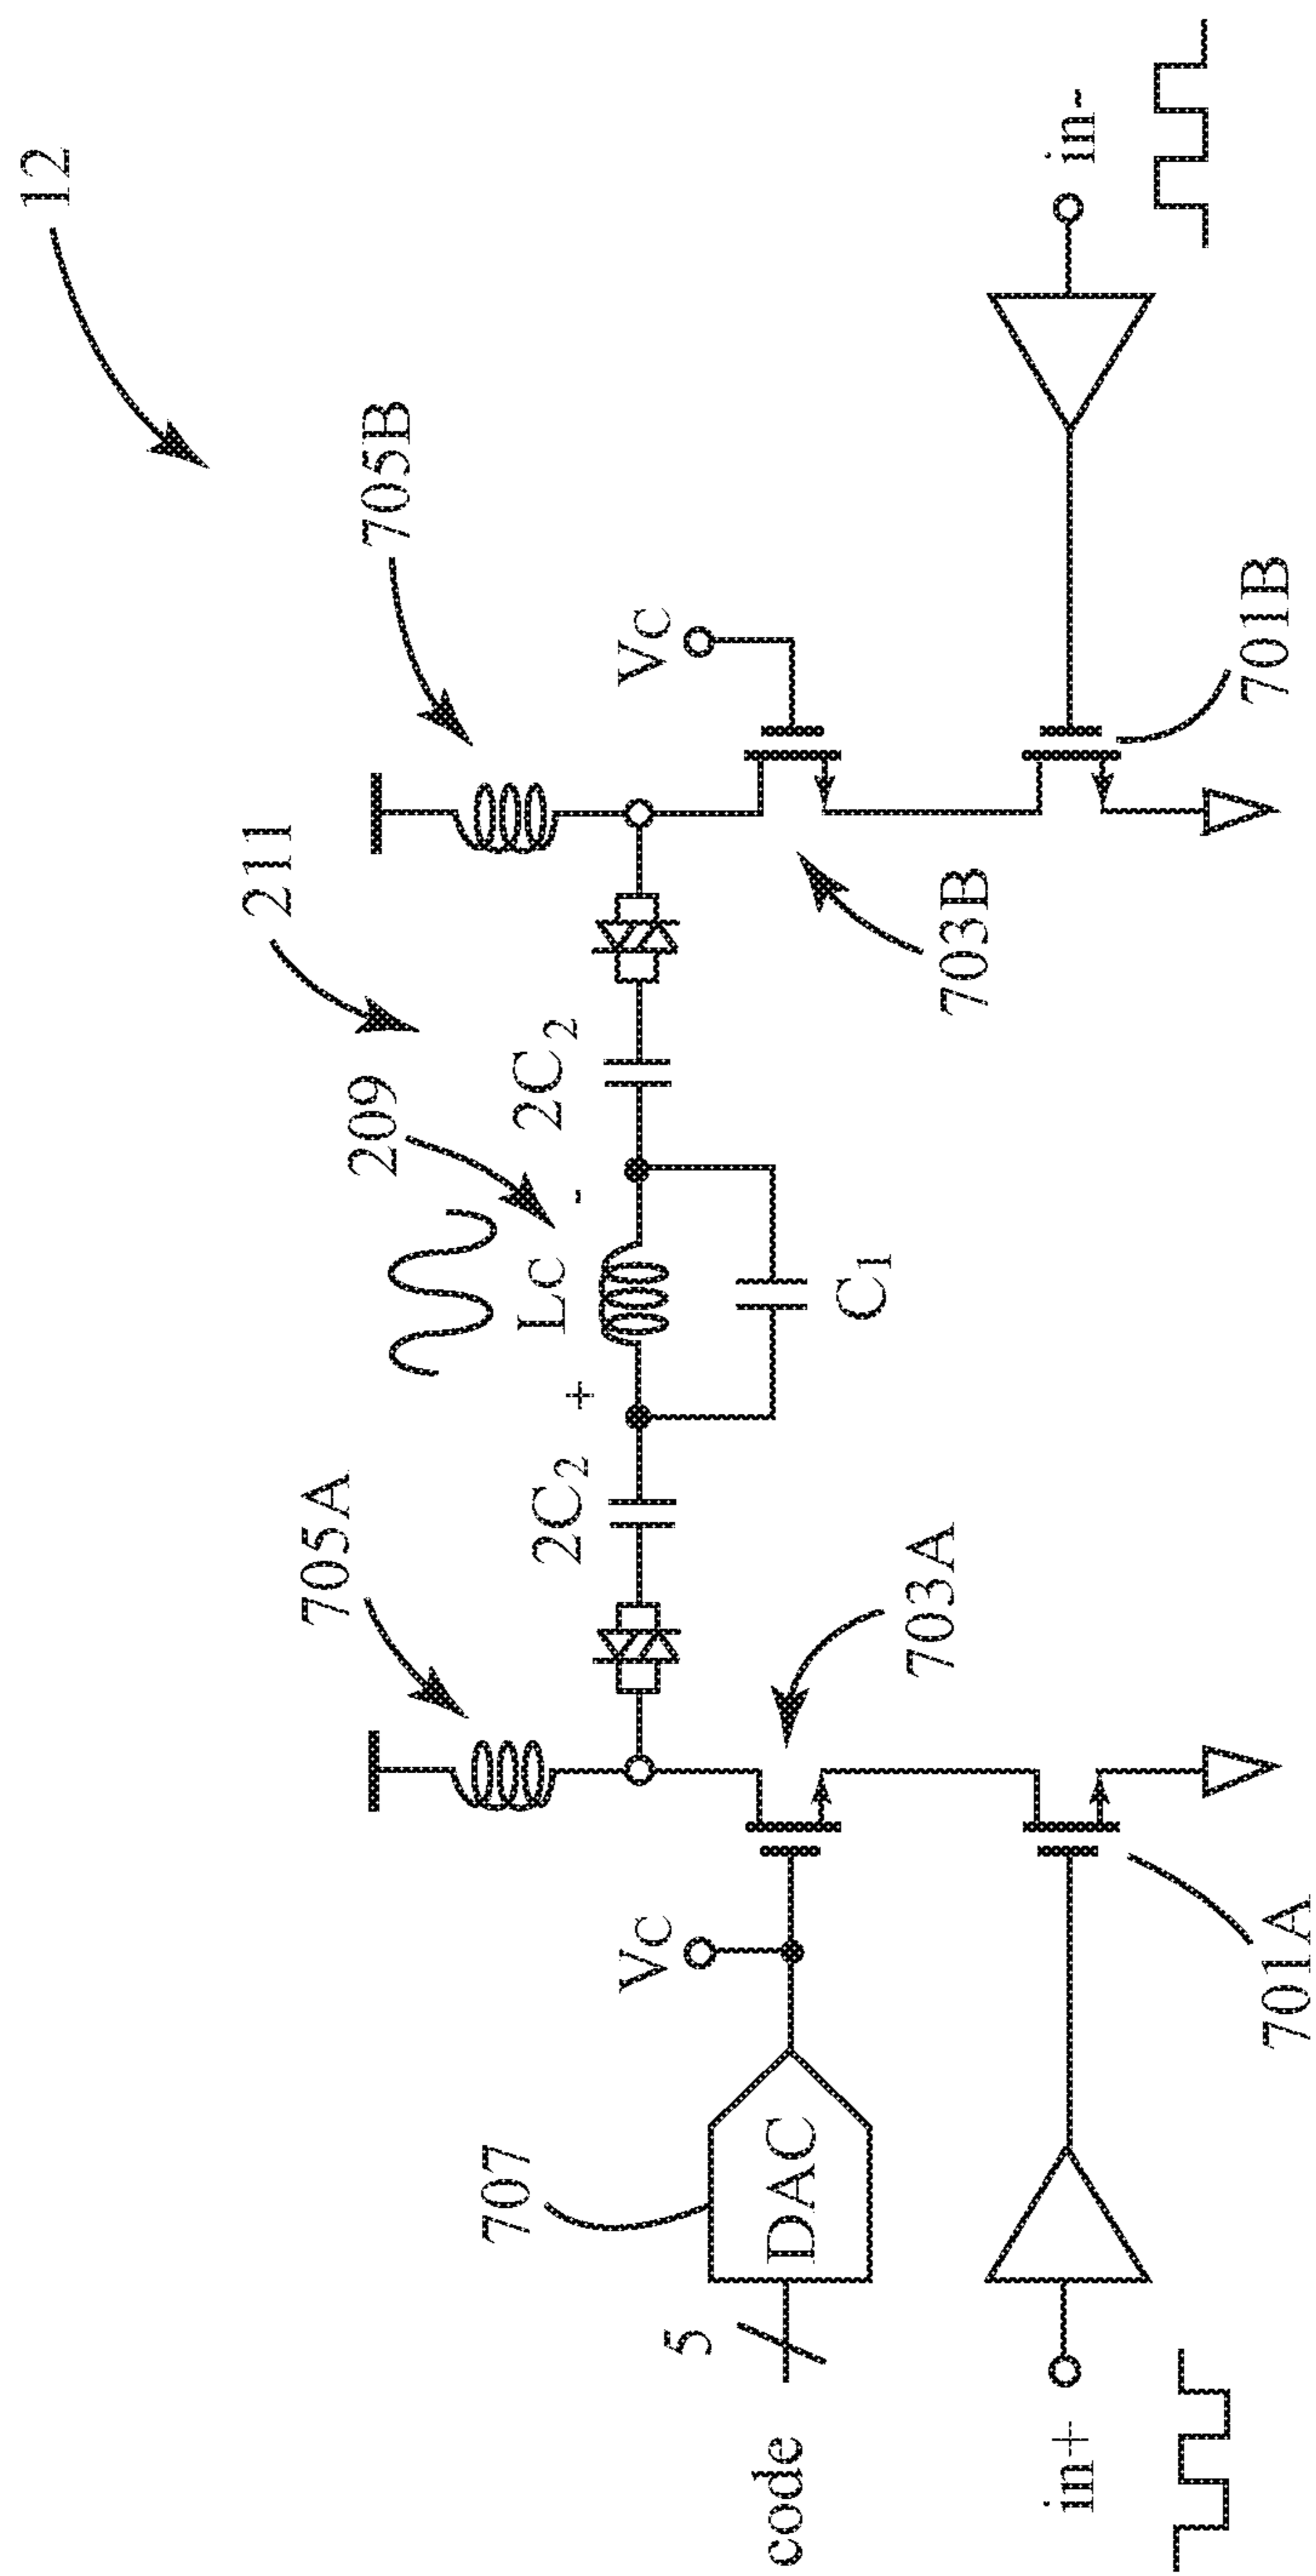 12
211
705A
209
705B
2C₂
+
Lc
-
2C₂
C₁
707
Vc
Vc
code
5
DAC
703A
703B
in+
in-
701A
701B